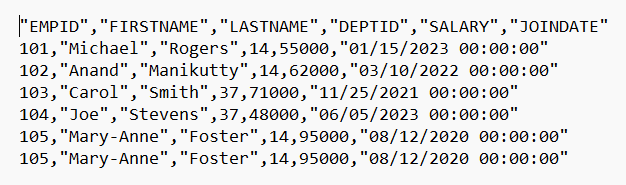 "EMPID","FIRSTNAME","LASTNAME","DEPTID","SALARY","JOINDATE"
101,"Michael","Rogers",14,55000,"01/15/2023 00:00:00"
102,"Anand","Manikutty",14,62000,"03/10/2022 00:00:00"
103,"Carol","Smith",37,71000,"11/25/2021 00:00:00"
104,"Joe","Stevens",37,48000,"06/05/2023 00:00:00"
105,"Mary-Anne","Foster",14,95000,"08/12/2020 00:00:00"
105,"Mary-Anne","Foster",14,95000,"08/12/2020 00:00:00"